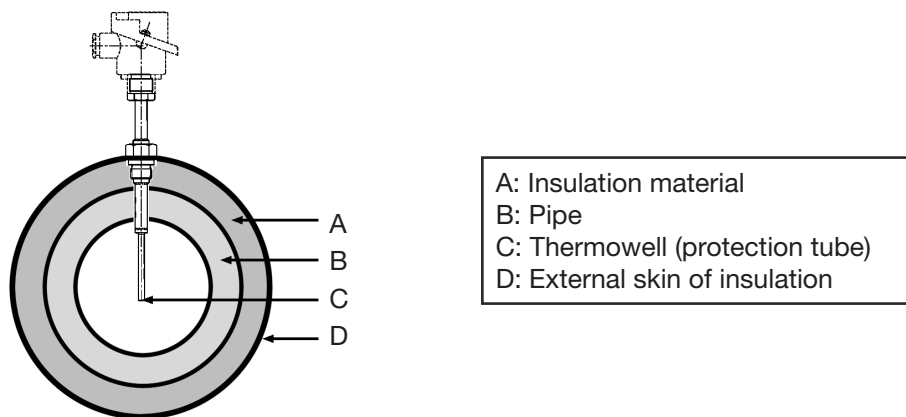 A
B
C
D
A: Insulation material
B: Pipe
C: Thermowell (protection tube)
D: External skin of insulation